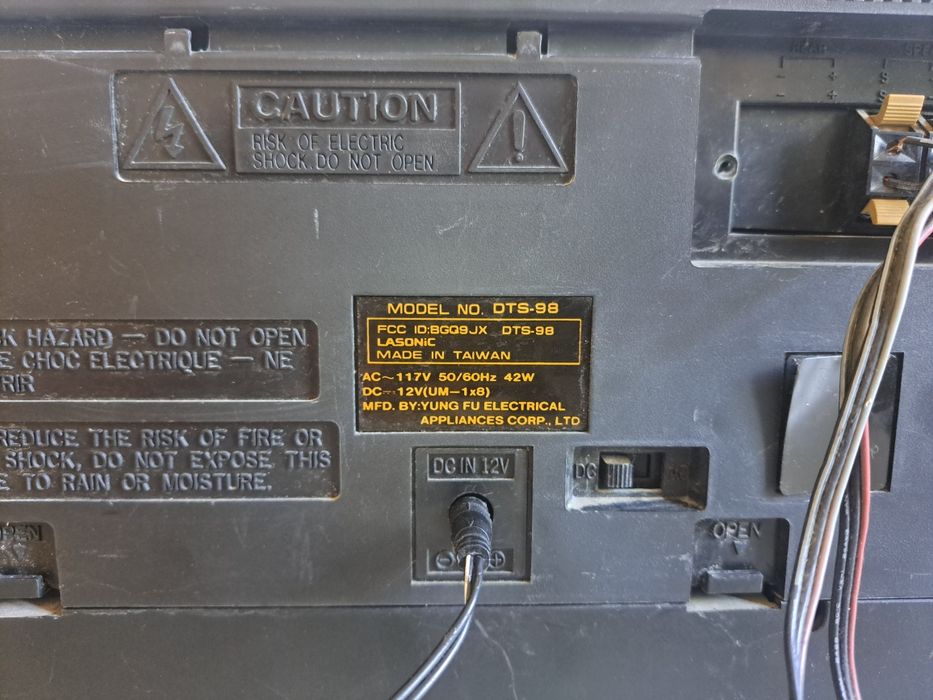 CAUTION
RISK OF ELECTRIC
SHOCK. DO NOT OPEN
REAR
- +
- +
S
S
MODEL NO. DTS-98
FCC ID:BGQ9JX DTS-98
LASONiC
MADE IN TAIWAN
AC~117V 50/60Hz 42W
DC⎓12V(UM-1x8)
MFD. BY:YUNG FU ELECTRICAL
APPLIANCES CORP., LTD
HAZARD — DO NOT OPEN
CHOC ELECTRIQUE — NE
REDUCE THE RISK OF FIRE OR
SHOCK, DO NOT EXPOSE THIS
TO RAIN OR MOISTURE.
DC IN 12V
- +
DC AC
OPEN
OPEN